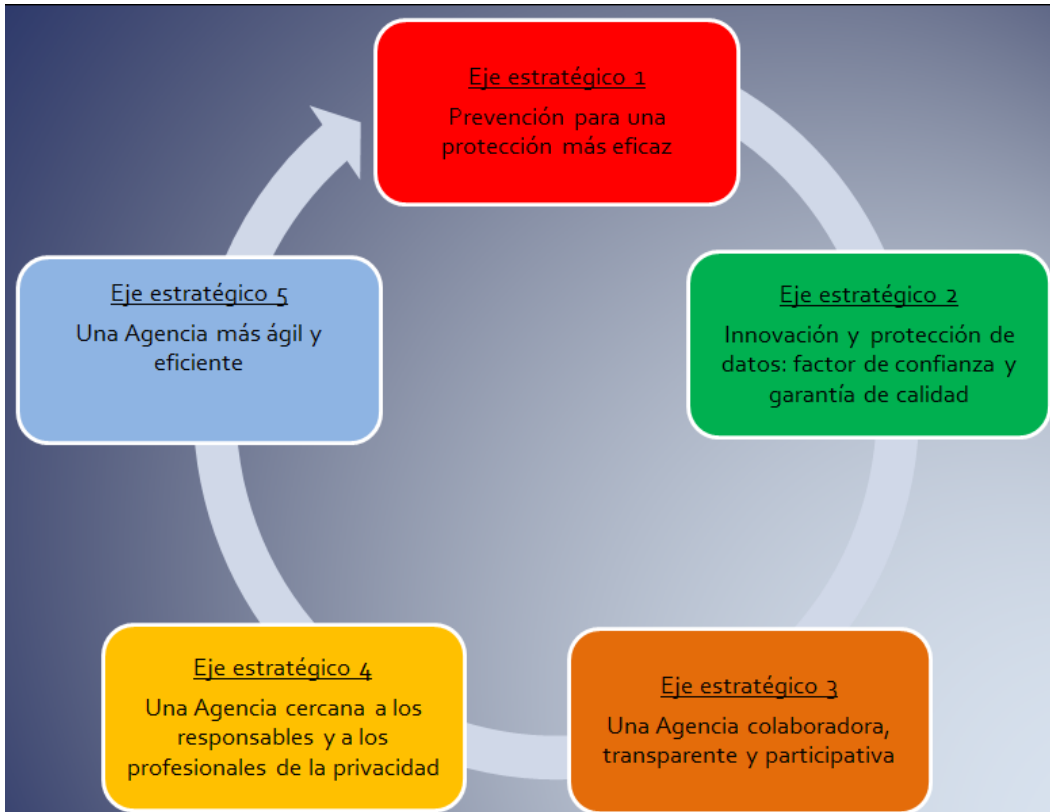 Eje estratégico 1
Prevención para una
protección más eficaz
Eje estratégico 2
Innovación y protección de
datos: factor de confianza y
garantía de calidad
Eje estratégico 3
Una Agencia colaboradora,
transparente y participativa
Eje estratégico 4
Una Agencia cercana a los
responsables y a los
profesionales de la privacidad
Eje estratégico 5
Una Agencia más ágil y
eficiente